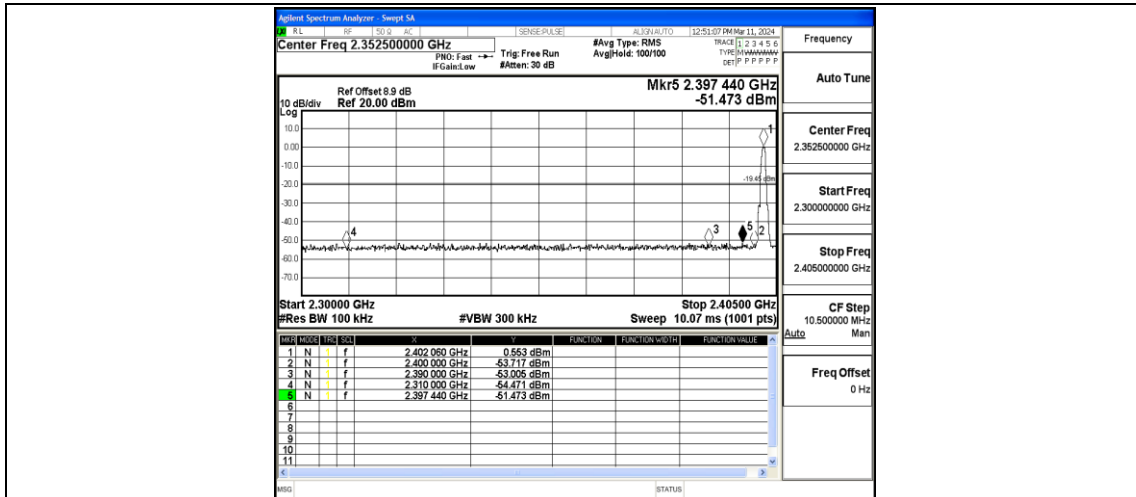 Agilent Spectrum Analyzer - Swept SA
RL RF 50 Ω AC SENSE:PULSE ALIGN AUTO 12:51:07 PM Mar 11, 2024
Center Freq 2.352500000 GHz
PNO: Fast
IFGain:Low
Trig: Free Run
#Atten: 30 dB
#Avg Type: RMS
Avg|Hold: 100/100
TRACE 1 2 3 4 5 6
TYPE M
DET P P P P P P
Mkr5 2.397 440 GHz
-51.473 dBm
Ref Offset 8.9 dB
Ref 20.00 dBm
10 dB/div
Log
10.0
0.00
-10.0
-20.0
-30.0
-40.0
-50.0
-60.0
-70.0
1
-19.45 dBm
4
3
5
2
Start 2.30000 GHz Stop 2.40500 GHz
#Res BW 100 kHz #VBW 300 kHz Sweep 10.07 ms (1001 pts)
MKR MODE TRC SCL X Y FUNCTION FUNCTION WIDTH FUNCTION VALUE
1 N 1 f 2.402 060 GHz 0.553 dBm
2 N 1 f 2.400 000 GHz -53.717 dBm
3 N 1 f 2.390 000 GHz -53.005 dBm
4 N 1 f 2.310 000 GHz -54.471 dBm
5 N 1 f 2.397 440 GHz -51.473 dBm
6
7
8
9
10
11
MSG STATUS
Frequency
Auto Tune
Center Freq
2.352500000 GHz
Start Freq
2.300000000 GHz
Stop Freq
2.405000000 GHz
CF Step
10.500000 MHz
Auto Man
Freq Offset
0 Hz